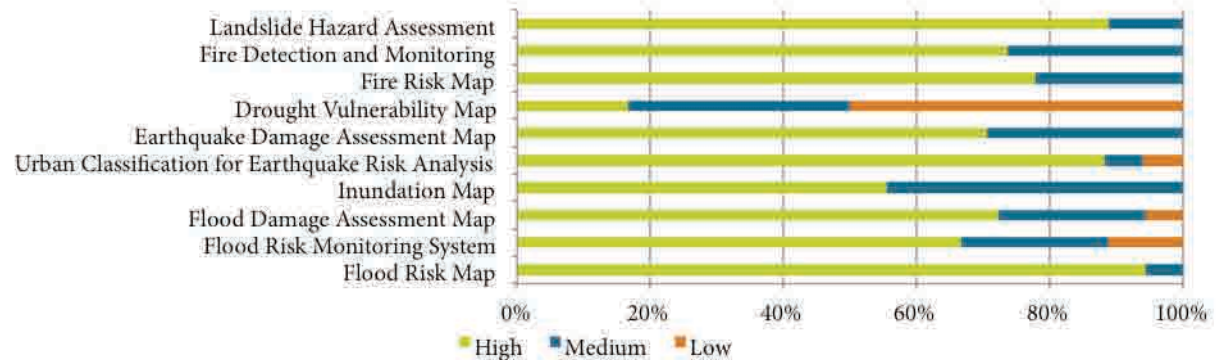 Landslide Hazard Assessment
Fire Detection and Monitoring
Fire Risk Map
Drought Vulnerability Map
Earthquake Damage Assessment Map
Urban Classification for Earthquake Risk Analysis
Inundation Map
Flood Damage Assessment Map
Flood Risk Monitoring System
Flood Risk Map
0% 20% 40% 60% 80% 100%
High Medium Low